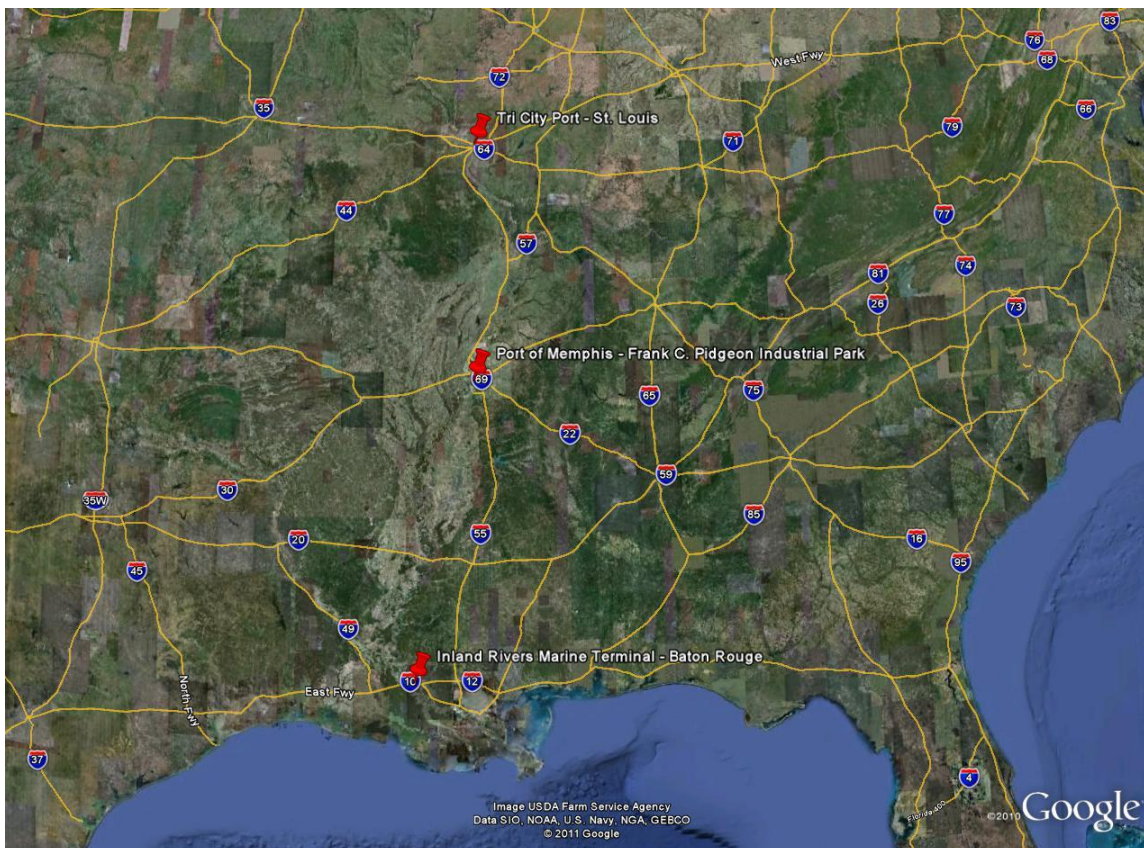 83
76
68
West Fwy
72
35
66
Tri City Port - St. Louis
79
71
64
44
77
57
74
81
26
73
Port of Memphis - Frank C. Pidgeon Industrial Park
69
75
65
22
59
30
35W
85
55
20
16
95
45
49
Inland Rivers Marine Terminal - Baton Rouge
10
12
East Fwy
North Fwy
37
4
Florida 400
Image USDA Farm Service Agency
Data SIO, NOAA, U.S. Navy, NGA, GEBCO
© 2011 Google
©2010 Google